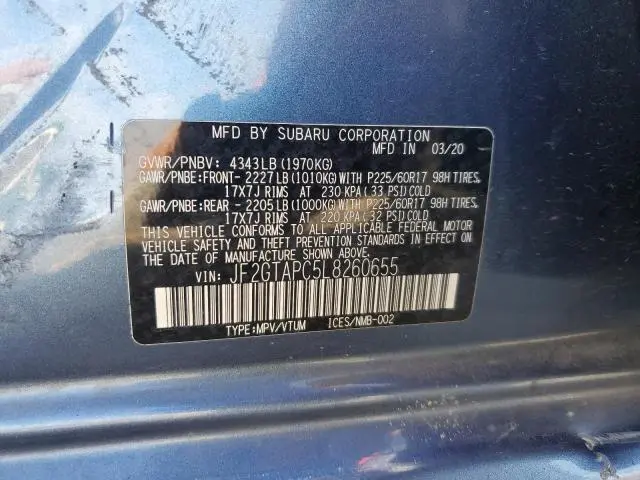 MFD BY SUBARU CORPORATION
MFD IN 03/20
GVWR/PNBV: 4343LB (1970KG)
GAWR/PNBE:FRONT- 2227LB (1010KG) WITH P225/60R17 98H TIRES,
17X7J RIMS AT 230 KPA (33 PSI) COLD
GAWR/PNBE:REAR - 2205LB (1000KG) WITH P225/60R17 98H TIRES,
17X7J RIMS AT 220 KPA (32 PSI) COLD
THIS VEHICLE CONFORMS TO ALL APPLICABLE FEDERAL MOTOR
VEHICLE SAFETY AND THEFT PREVENTION STANDARDS IN EFFECT ON
THE DATE OF MANUFACTURE SHOWN ABOVE.
VIN: JF2GTAPC5L8260655
TYPE:MPV/VTUM ICES/NMB-002